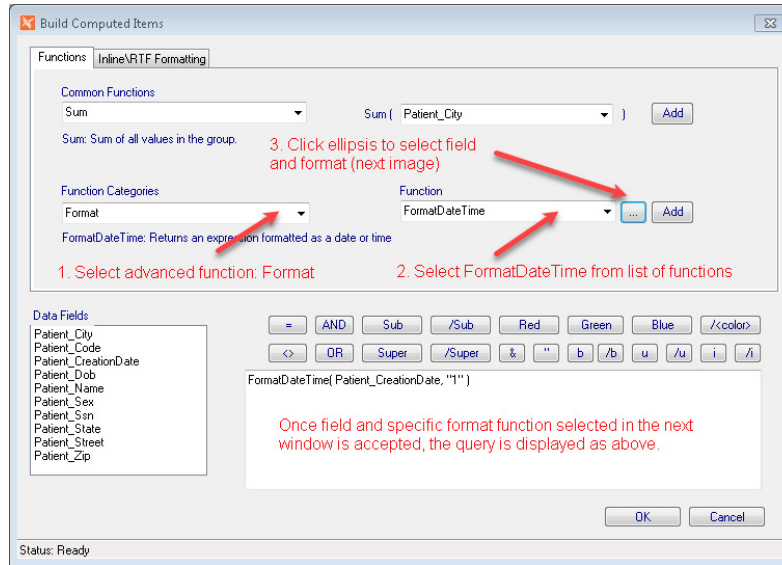 Build Computed Items
Functions
Inline\RTF Formatting
Common Functions
Sum
Sum (
Patient_City
)
Add
Sum: Sum of all values in the group.
3. Click ellipsis to select field
and format (next image)
Function Categories
Function
Format
FormatDateTime
...
Add
FormatDateTime: Returns an expression formatted as a date or time
1. Select advanced function: Format
2. Select FormatDateTime from list of functions
Data Fields
Patient_City
Patient_Code
Patient_CreationDate
Patient_Dob
Patient_Name
Patient_Sex
Patient_Ssn
Patient_State
Patient_Street
Patient_Zip
= AND Sub /Sub Red Green Blue /<color>
<> OR Super /Super & " b /b u /u i /i
FormatDateTime( Patient_CreationDate, "1" )
Once field and specific format function selected in the next
window is accepted, the query is displayed as above.
OK
Cancel
Status: Ready